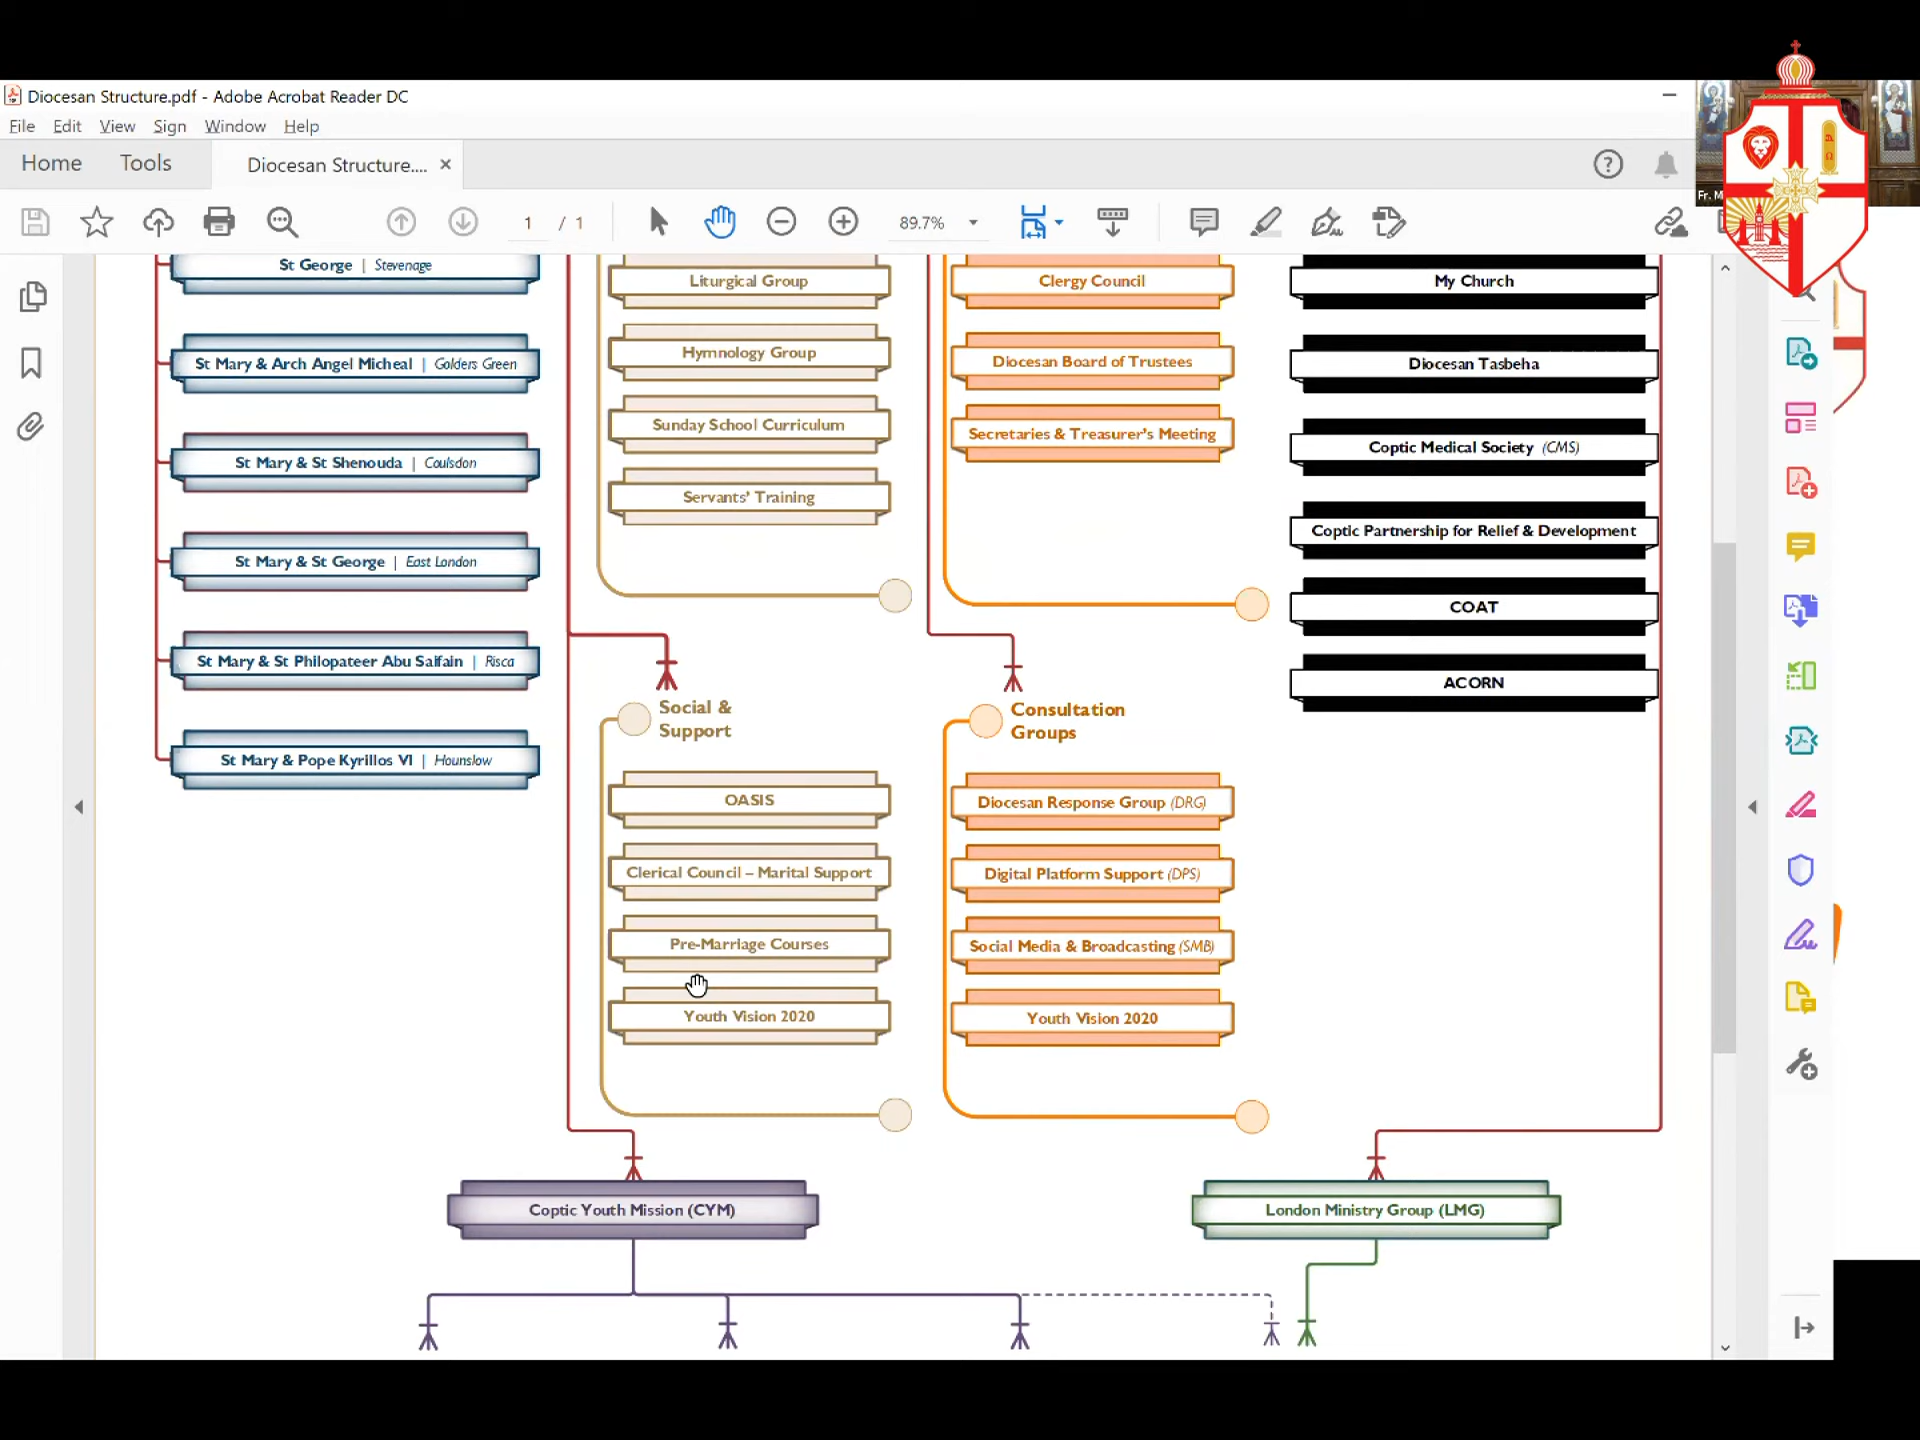 Diocesan Structure.pdf - Adobe Acrobat Reader DC
File Edit View Sign Window Help
Home Tools Diocesan Structure.... ×
1 / 1 89.7%
Fr. M
St George | Stevenage
St Mary & Arch Angel Micheal | Golders Green
St Mary & St Shenouda | Coulsdon
St Mary & St George | East London
St Mary & St Philopateer Abu Saifain | Risca
St Mary & Pope Kyrillos VI | Hounslow
Liturgical Group
Hymnology Group
Sunday School Curriculum
Servants' Training
Social &
Support
OASIS
Clerical Council – Marital Support
Pre-Marriage Courses
Youth Vision 2020
Clergy Council
Diocesan Board of Trustees
Secretaries & Treasurer's Meeting
Consultation
Groups
Diocesan Response Group (DRG)
Digital Platform Support (DPS)
Social Media & Broadcasting (SMB)
Youth Vision 2020
My Church
Diocesan Tasbeha
Coptic Medical Society (CMS)
Coptic Partnership for Relief & Development
COAT
ACORN
Coptic Youth Mission (CYM)
London Ministry Group (LMG)